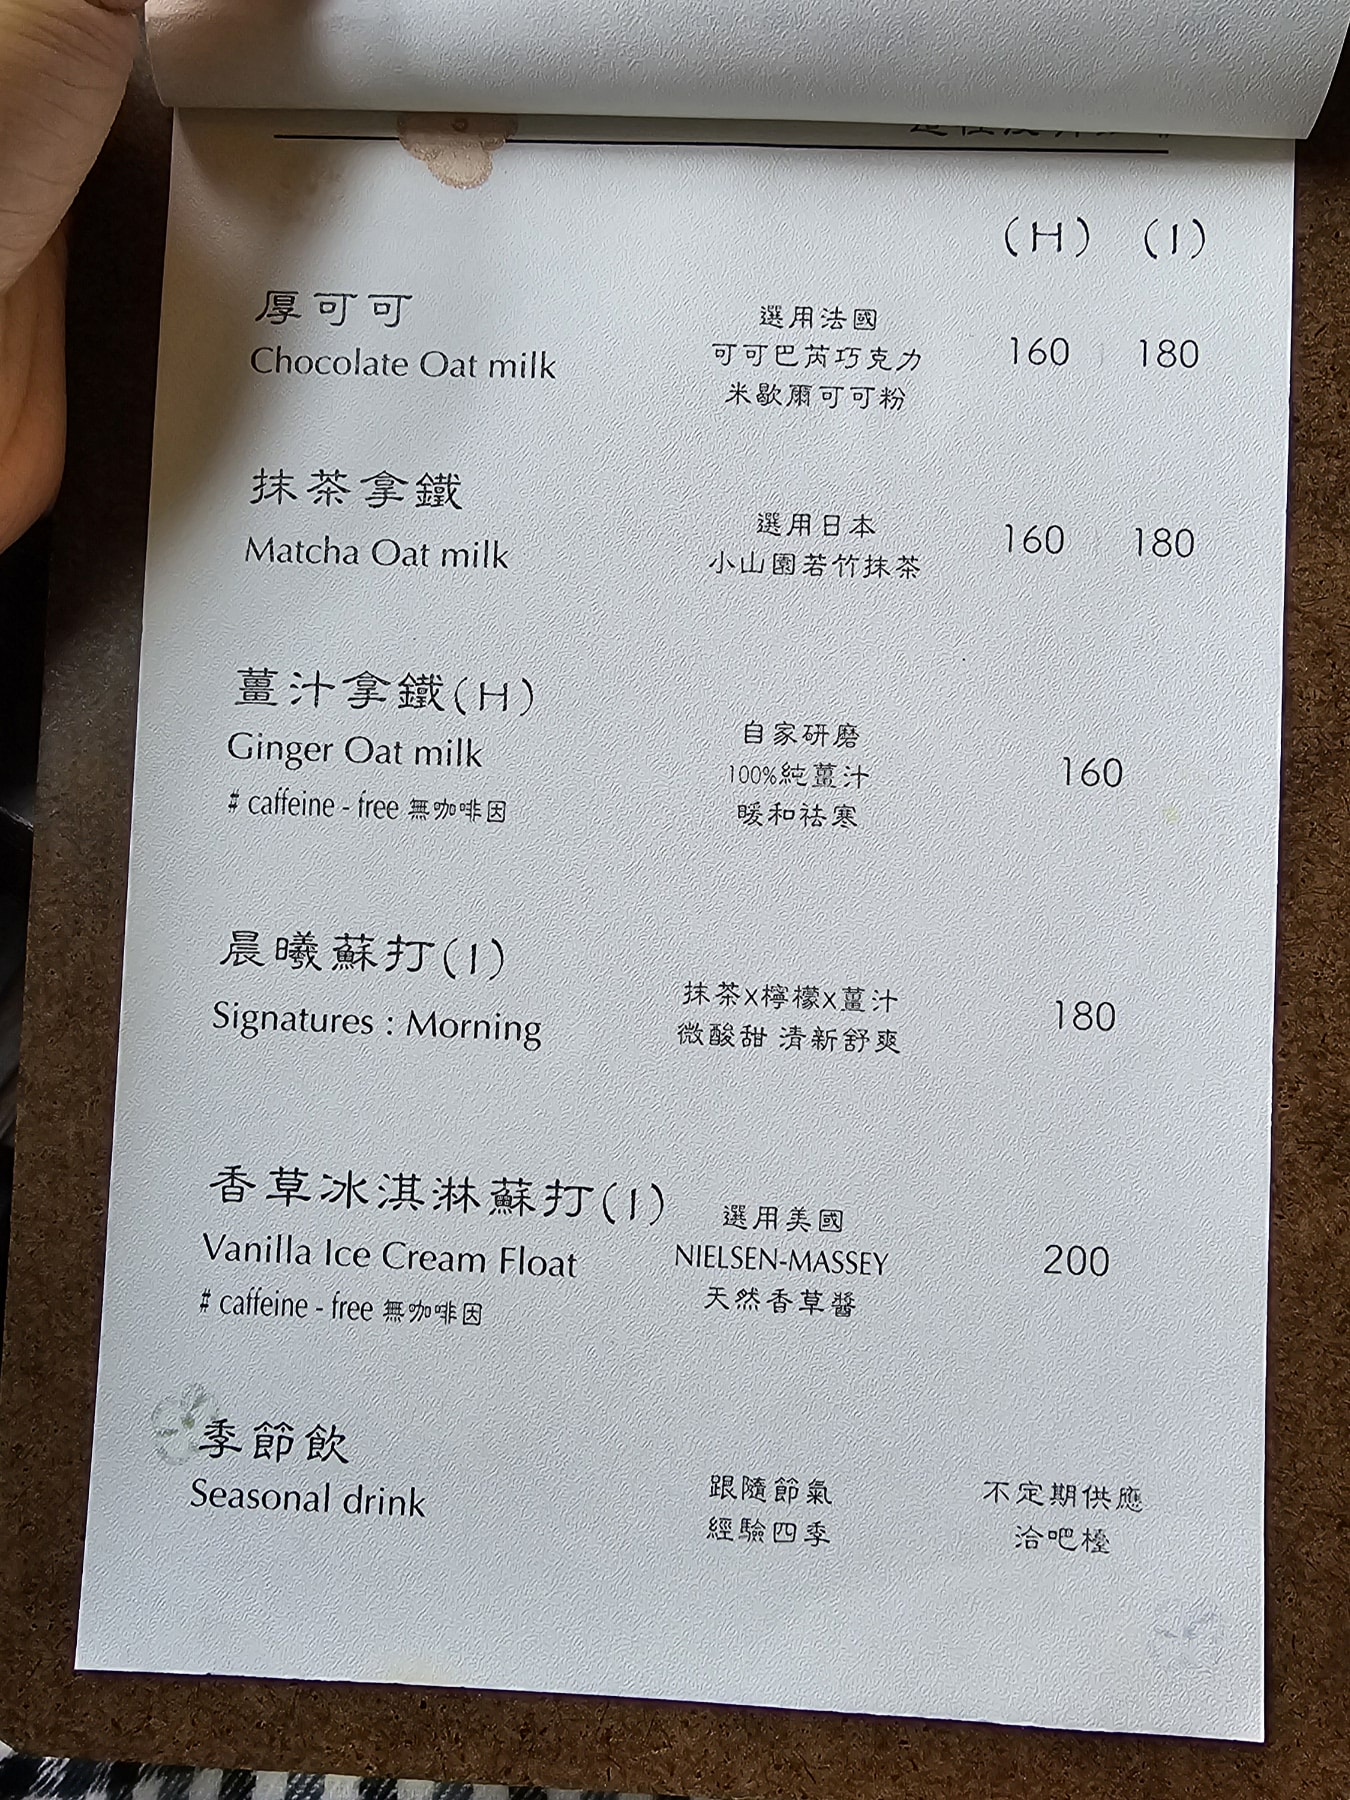 (H) (I)
厚可可
Chocolate Oat milk
選用法國
可可巴芮巧克力
米歇爾可可粉
160 180
抹茶拿鐵
Matcha Oat milk
選用日本
小山園若竹抹茶
160 180
薑汁拿鐵(H)
Ginger Oat milk
# caffeine - free 無咖啡因
自家研磨
100%純薑汁
暖和祛寒
160
晨曦蘇打(I)
Signatures : Morning
抹茶x檸檬x薑汁
微酸甜 清新舒爽
180
香草冰淇淋蘇打(I)
Vanilla Ice Cream Float
# caffeine - free 無咖啡因
選用美國
NIELSEN-MASSEY
天然香草醬
200
季節飲
Seasonal drink
跟隨節氣
經驗四季
不定期供應
洽吧檯